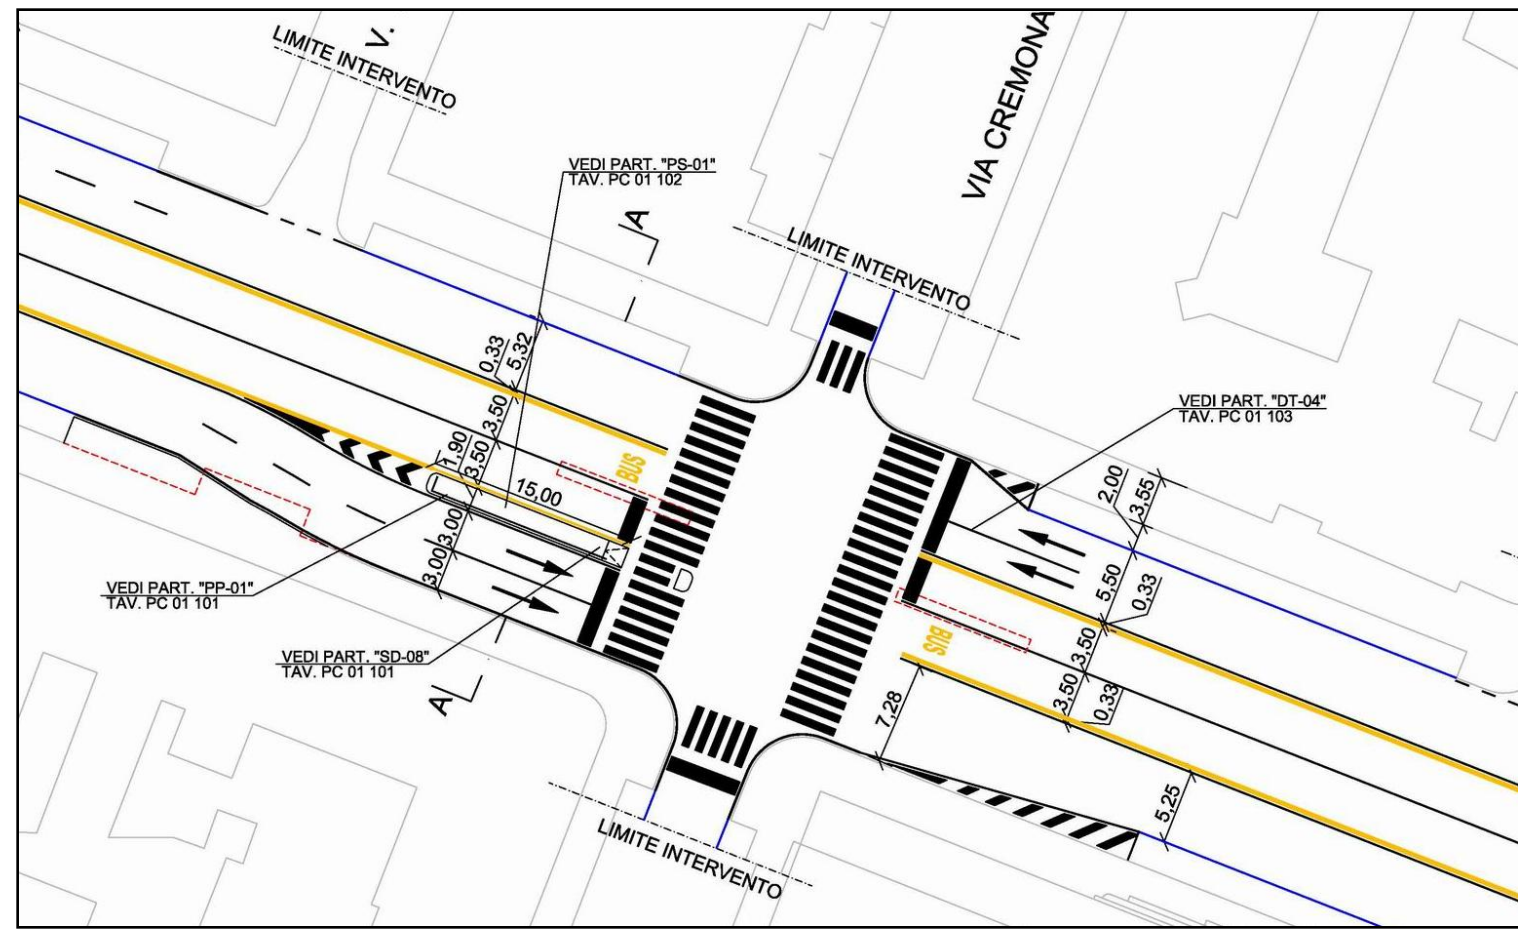 V.
LIMITE INTERVENTO
VIA CREMONA
VEDI PART. "PS-01"
TAV. PC 01 102
A
LIMITE INTERVENTO
0,33
5,32
3,50
1,90
3,50
15,00
BUS
3,00
3,00
VEDI PART. "DT-04"
TAV. PC 01 103
2,00
3,55
5,50
0,33
3,50
BUS
3,50
0,33
7,28
5,25
VEDI PART. "PP-01"
TAV. PC 01 101
VEDI PART. "SD-08"
TAV. PC 01 101
A
LIMITE INTERVENTO